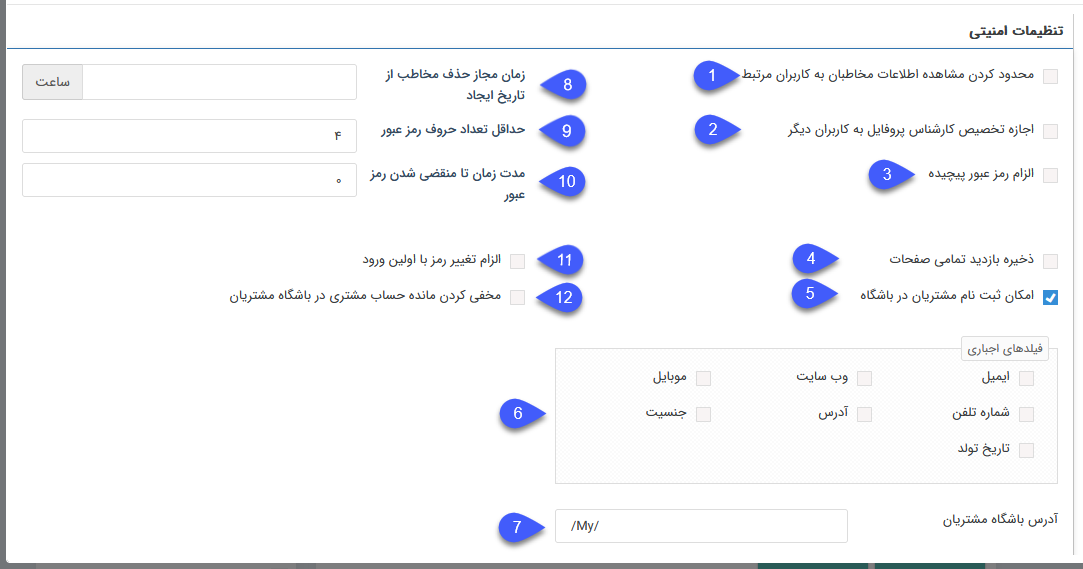 تنظیمات امنیتی
محدود کردن مشاهده اطلاعات مخاطبان به کاربران مرتبط
1
اجازه تخصیص کارشناس پروفایل به کاربران دیگر
2
الزام رمز عبور پیچیده
3
ذخیره بازدید تمامی صفحات
4
امکان ثبت نام مشتریان در باشگاه
5
فیلدهای اجباری
ایمیل
وب سایت
موبایل
شماره تلفن
آدرس
جنسیت
تاریخ تولد
6
آدرس باشگاه مشتریان
/My/
7
8
زمان مجاز حذف مخاطب از
تاریخ ایجاد
ساعت
9
حداقل تعداد حروف رمز عبور
۴
10
مدت زمان تا منقضی شدن رمز
عبور
۰
11
الزام تغییر رمز با اولین ورود
12
مخفی کردن مانده حساب مشتری در باشگاه مشتریان